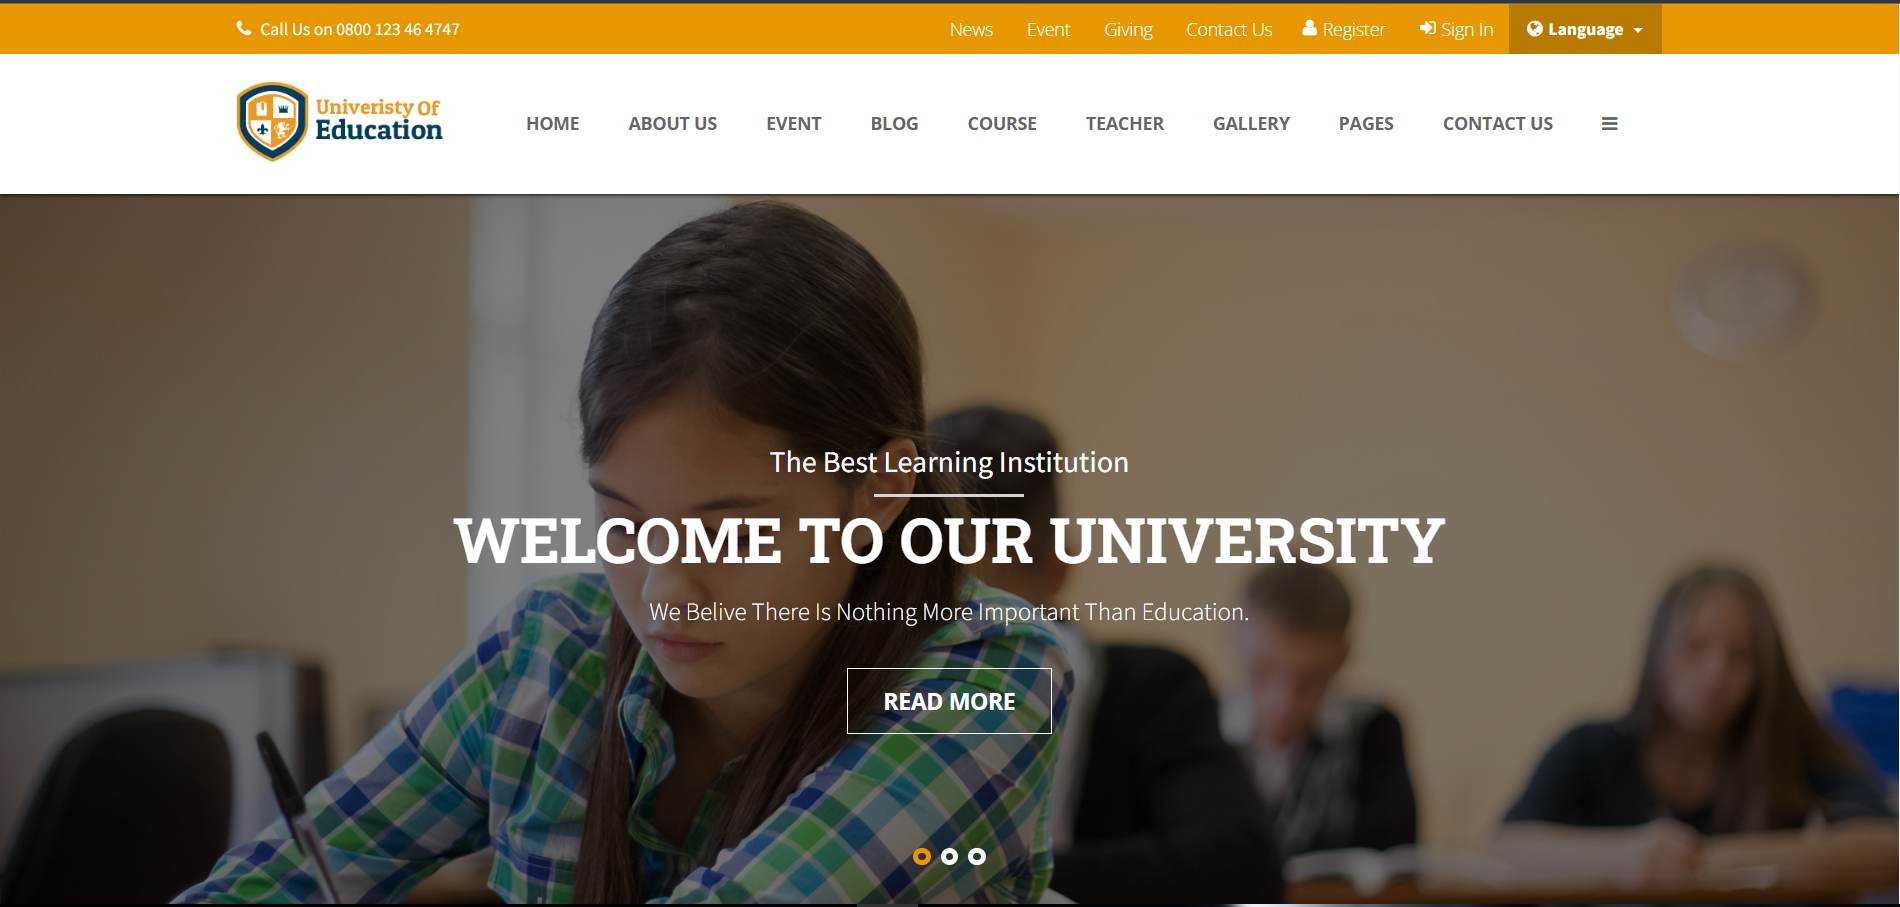 Call Us on 0800 123 46 4747
News Event Giving Contact Us Register Sign In Language
Univeristy Of
Education
HOME ABOUT US EVENT BLOG COURSE TEACHER GALLERY PAGES CONTACT US
The Best Learning Institution
WELCOME TO OUR UNIVERSITY
We Belive There Is Nothing More Important Than Education.
READ MORE